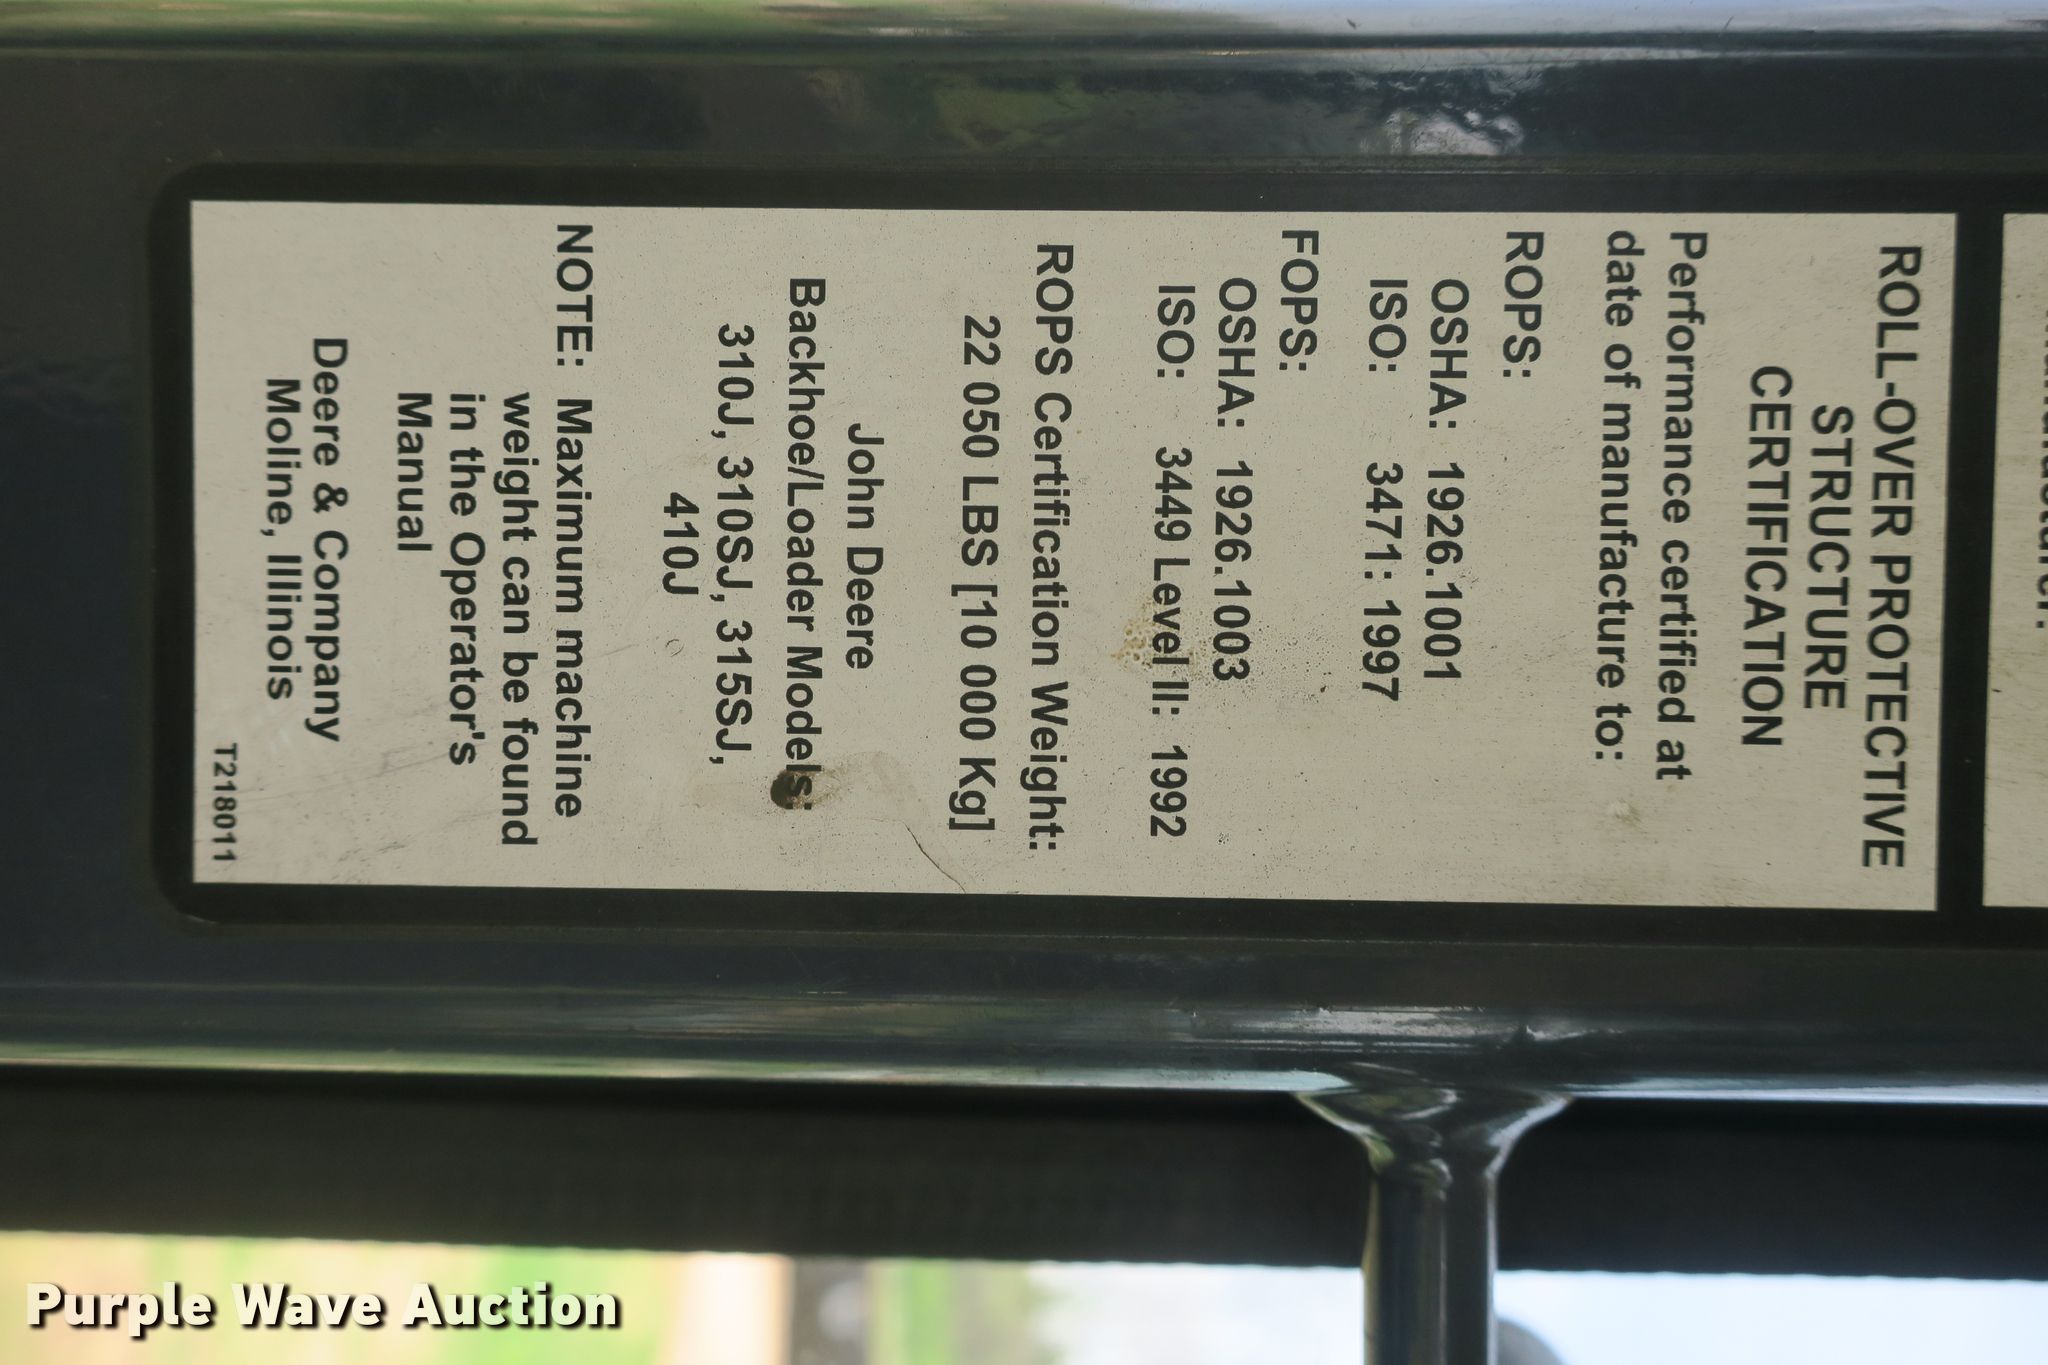 ROLL-OVER PROTECTIVE
STRUCTURE
CERTIFICATION
Performance certified at
date of manufacture to:
ROPS:
OSHA: 1926.1001
ISO: 3471: 1997
FOPS:
OSHA: 1926.1003
ISO: 3449 Level II: 1992
ROPS Certification Weight:
22 050 LBS [10 000 Kg]
John Deere
Backhoe/Loader Models:
310J, 310SJ, 315SJ,
410J
NOTE: Maximum machine
weight can be found
in the Operator's
Manual
Deere & Company
Moline, Illinois
T218011
Purple Wave Auction